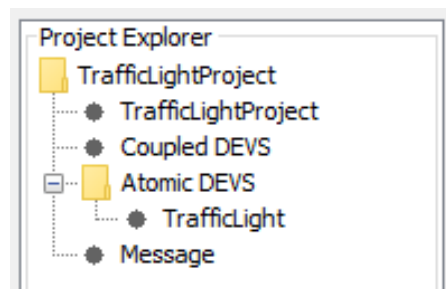 Project Explorer
TrafficLightProject
TrafficLightProject
Coupled DEVS
Atomic DEVS
TrafficLight
Message